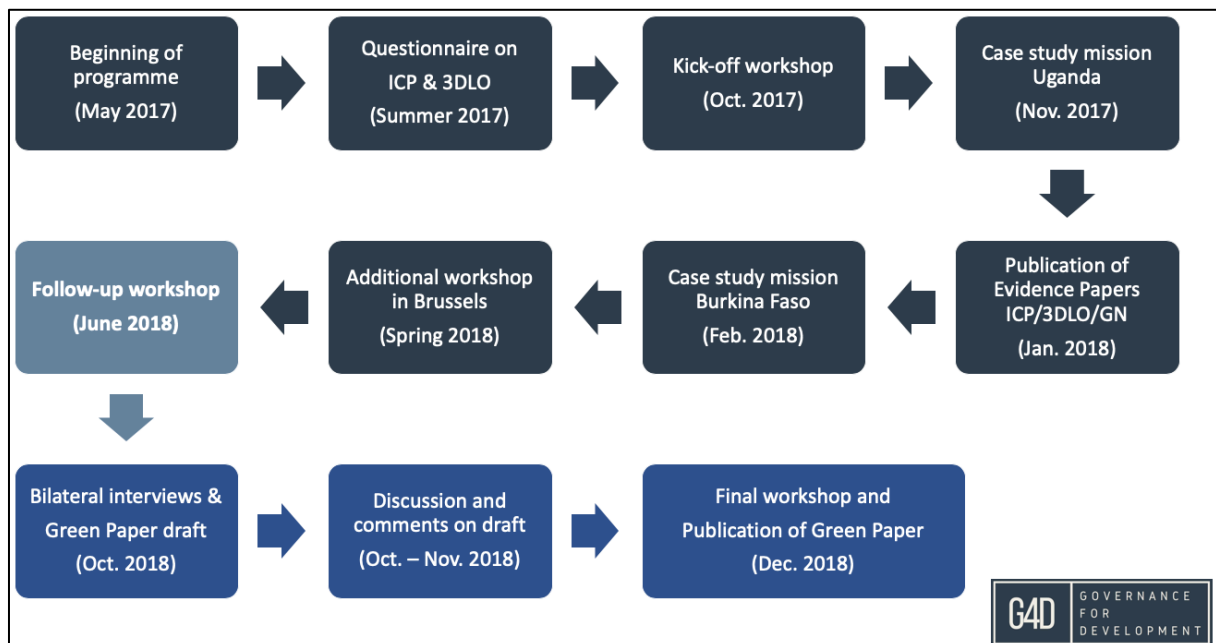 Beginning of
programme
(May 2017)
Questionnaire on
ICP & 3DLO
(Summer 2017)
Kick-off workshop
(Oct. 2017)
Case study mission
Uganda
(Nov. 2017)
Publication of
Evidence Papers
ICP/3DLO/GN
(Jan. 2018)
Case study mission
Burkina Faso
(Feb. 2018)
Additional workshop
in Brussels
(Spring 2018)
Follow-up workshop
(June 2018)
Bilateral interviews &
Green Paper draft
(Oct. 2018)
Discussion and
comments on draft
(Oct. – Nov. 2018)
Final workshop and
Publication of Green Paper
(Dec. 2018)
G4D
GOVERNANCE
FOR
DEVELOPMENT